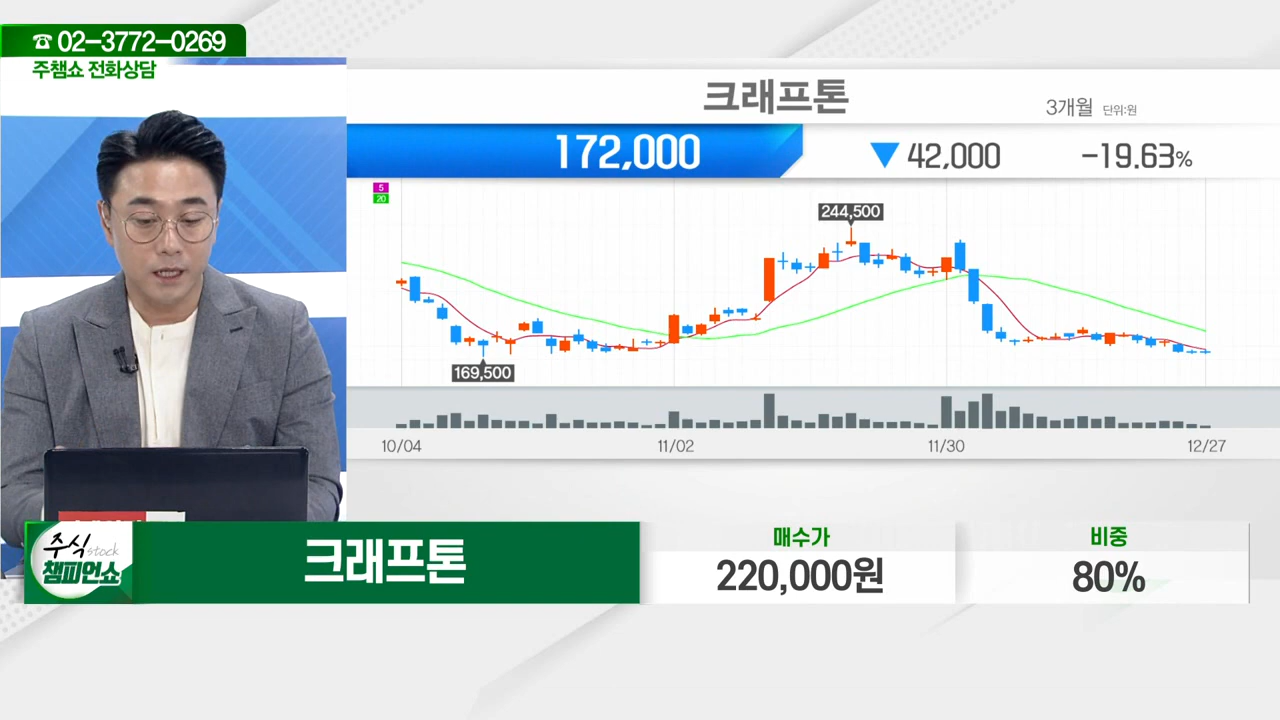 ☎ 02-3772-0269
주챔쇼 전화상담
크래프톤
3개월 단위:원
172,000 ▼ 42,000 -19.63%
5
20
244,500
169,500
10/04 11/02 11/30 12/27
주식 stock
챔피언쇼
크래프톤
매수가
220,000원
비중
80%